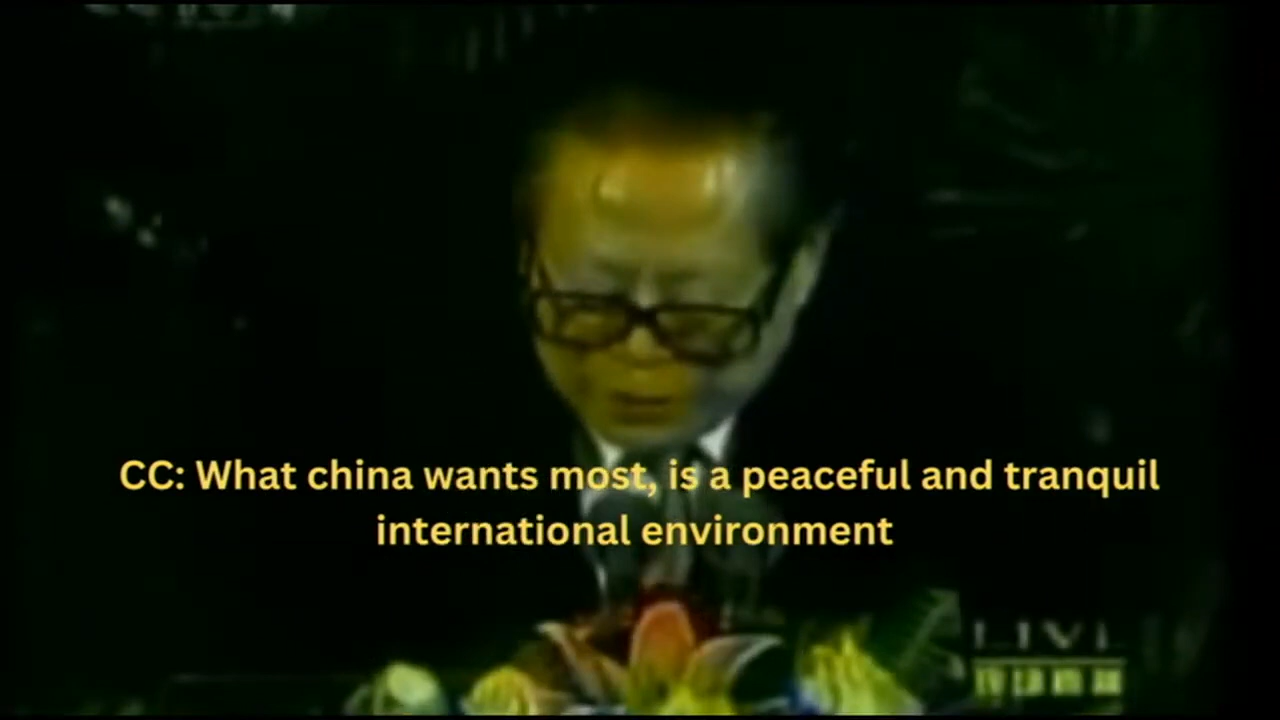 CC: What china wants most, is a peaceful and tranquil
international environment
LIVE